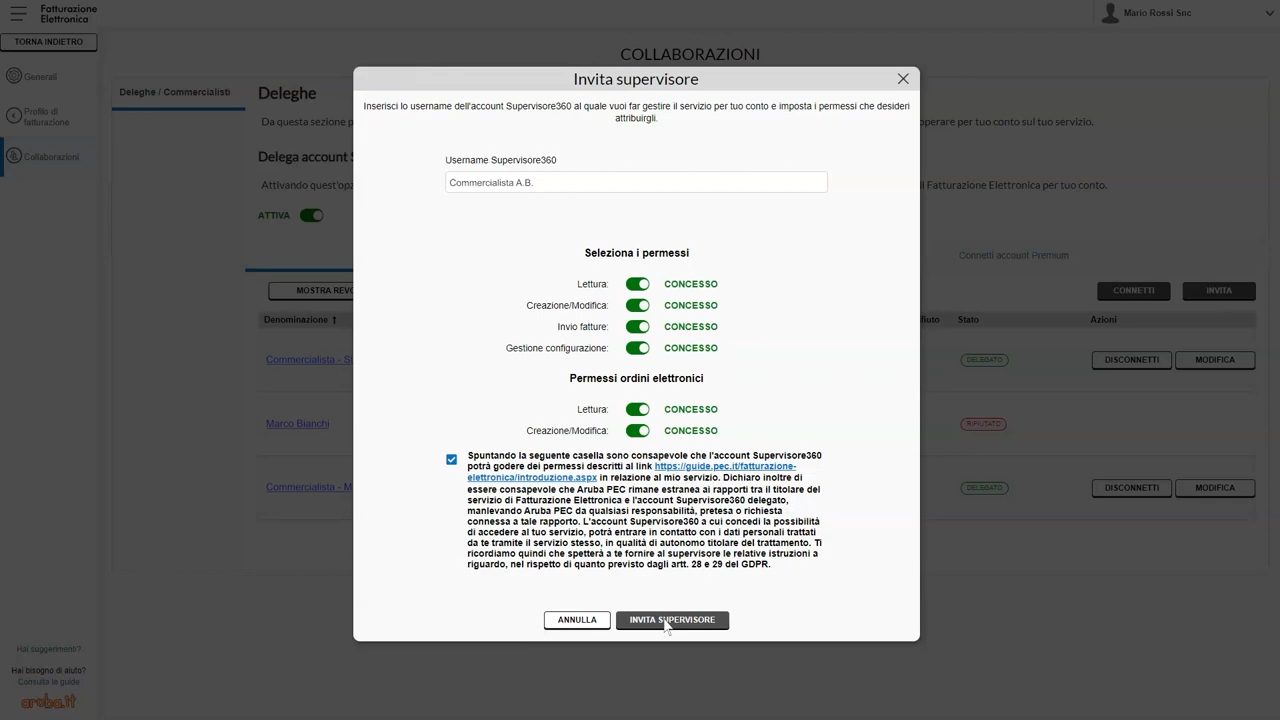 Fatturazione
Elettronica
Mario Rossi Snc
TORNA INDIETRO
COLLABORAZIONI
Generali
Profilo di
fatturazione
Collaborazioni
Deleghe / Commercialisti
Deleghe
Da questa sezione p
operare per tuo conto sul tuo servizio.
Delega account S
Attivando quest'opz
l Fatturazione Elettronica per tuo conto.
ATTIVA
Connetti account Premium
MOSTRA REVO
CONNETTI
INVITA
Denominazione ↑
fiuto
Stato
Azioni
Commercialista - S
DELEGATO
DISCONNETTI
MODIFICA
Marco Bianchi
RIFIUTATO
Commercialista - M
DELEGATO
DISCONNETTI
MODIFICA
Invita supervisore
Inserisci lo username dell'account Supervisore360 al quale vuoi far gestire il servizio per tuo conto e imposta i permessi che desideri
attribuirgli.
Username Supervisore360
Commercialista A.B.
Seleziona i permessi
Lettura: CONCESSO
Creazione/Modifica: CONCESSO
Invio fatture: CONCESSO
Gestione configurazione: CONCESSO
Permessi ordini elettronici
Lettura: CONCESSO
Creazione/Modifica: CONCESSO
Spuntando la seguente casella sono consapevole che l'account Supervisore360
potrà godere dei permessi descritti al link https://guide.pec.it/fatturazione-
elettronica/introduzione.aspx in relazione al mio servizio. Dichiaro inoltre di
essere consapevole che Aruba PEC rimane estranea ai rapporti tra il titolare del
servizio di Fatturazione Elettronica e l'account Supervisore360 delegato,
manlevando Aruba PEC da qualsiasi responsabilità, pretesa o richiesta
connessa a tale rapporto. L'account Supervisore360 a cui concedi la possibilità
di accedere al tuo servizio, potrà entrare in contatto con i dati personali trattati
da te tramite il servizio stesso, in qualità di autonomo titolare del trattamento. Ti
ricordiamo quindi che spetterà a te fornire al supervisore le relative istruzioni a
riguardo, nel rispetto di quanto previsto dagli artt. 28 e 29 del GDPR.
ANNULLA
INVITA SUPERVISORE
Hai suggerimenti?
Hai bisogno di aiuto?
Consulta le guide
aruba.it